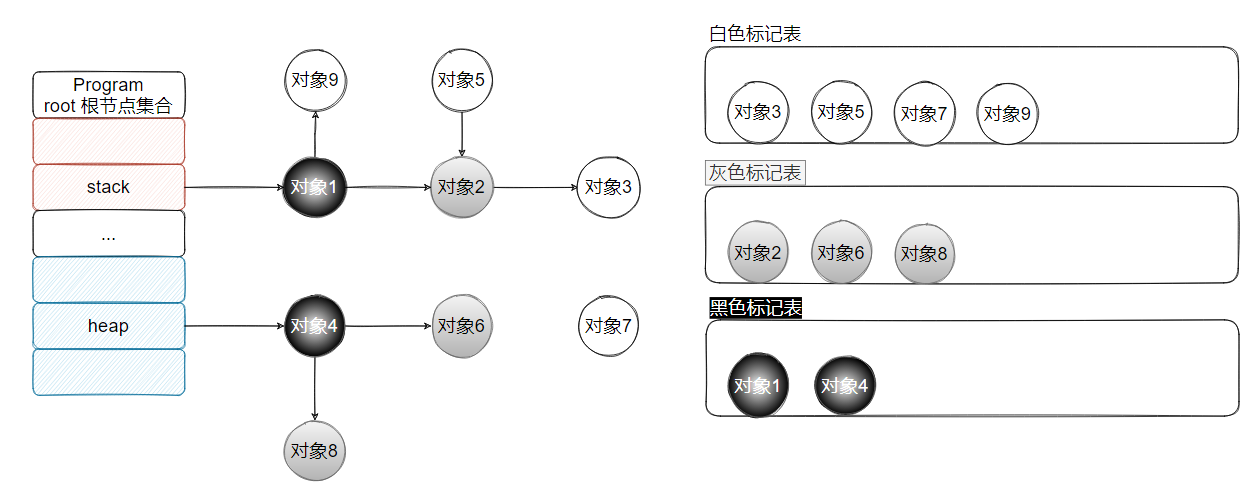 Program
root 根节点集合
stack
...
heap
对象9
对象5
对象1
对象2
对象3
对象4
对象6
对象7
对象8
白色标记表
对象3
对象5
对象7
对象9
灰色标记表
对象2
对象6
对象8
黑色标记表
对象1
对象4